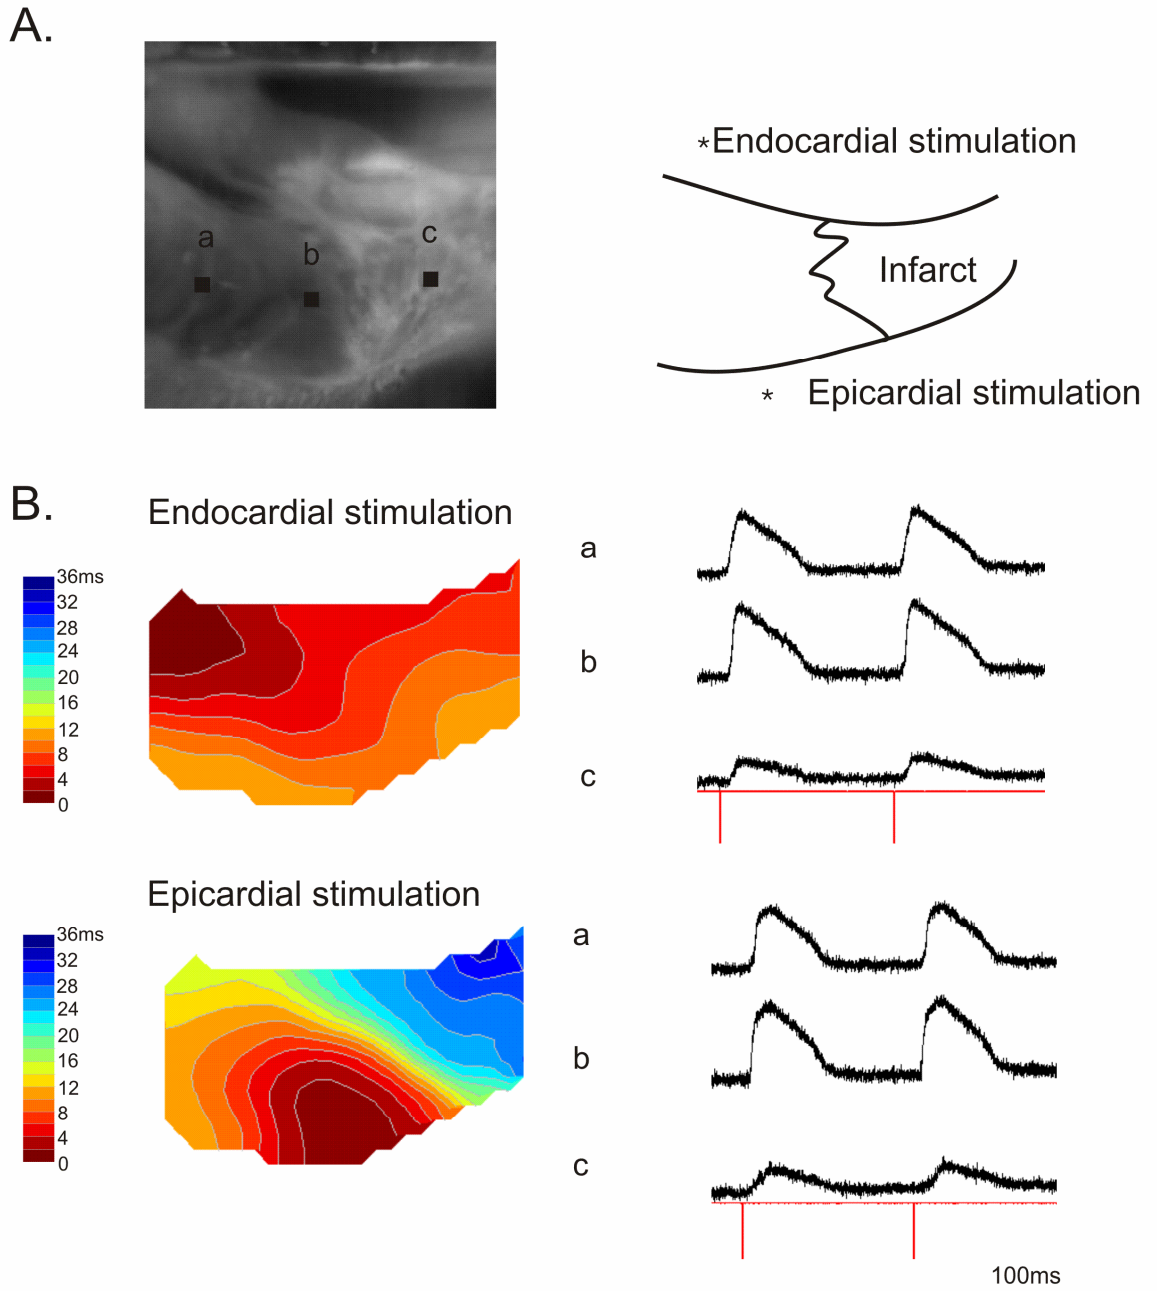 A.
a
b
c
*Endocardial stimulation
Infarct
* Epicardial stimulation
B.
Endocardial stimulation
36ms
32
28
24
20
16
12
8
4
0
a
b
c
Epicardial stimulation
36ms
32
28
24
20
16
12
8
4
0
a
b
c
100ms